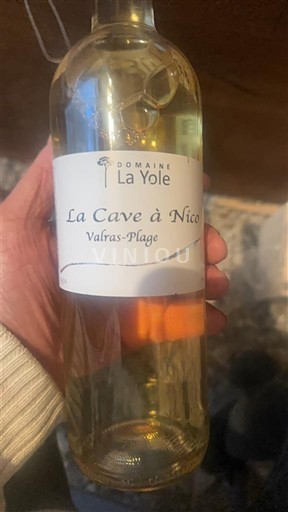 DOMAINE
La Yole
La Cave à Nico
Valras-Plage
VINIOU